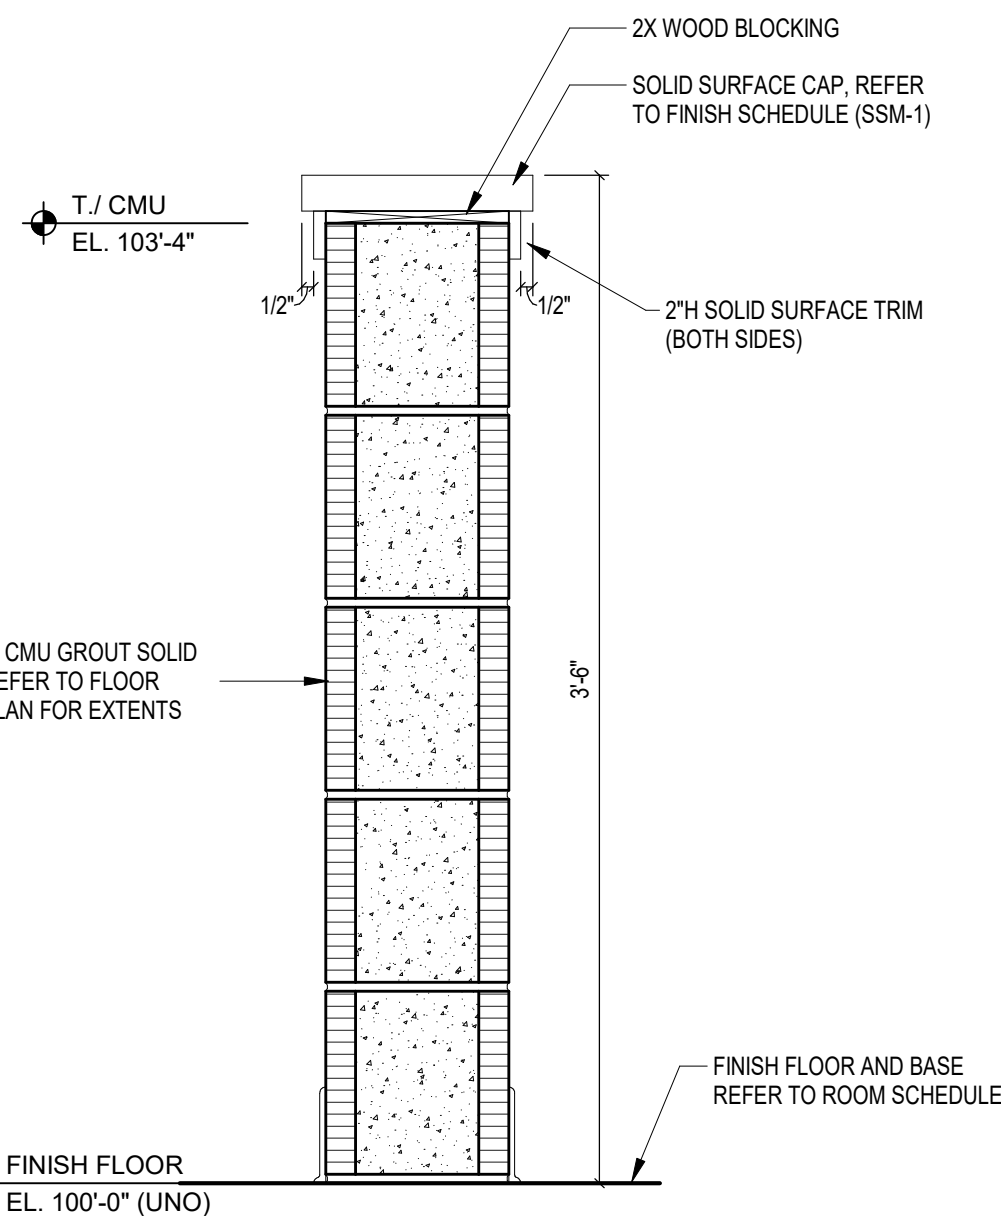 2X WOOD BLOCKING
SOLID SURFACE CAP, REFER
TO FINISH SCHEDULE (SSM-1)
T./ CMU
EL. 103'-4"
1/2"
1/2"
2"H SOLID SURFACE TRIM
(BOTH SIDES)
CMU GROUT SOLID
EFER TO FLOOR
LAN FOR EXTENTS
3'-6"
FINISH FLOOR AND BASE
REFER TO ROOM SCHEDULE
FINISH FLOOR
EL. 100'-0" (UNO)